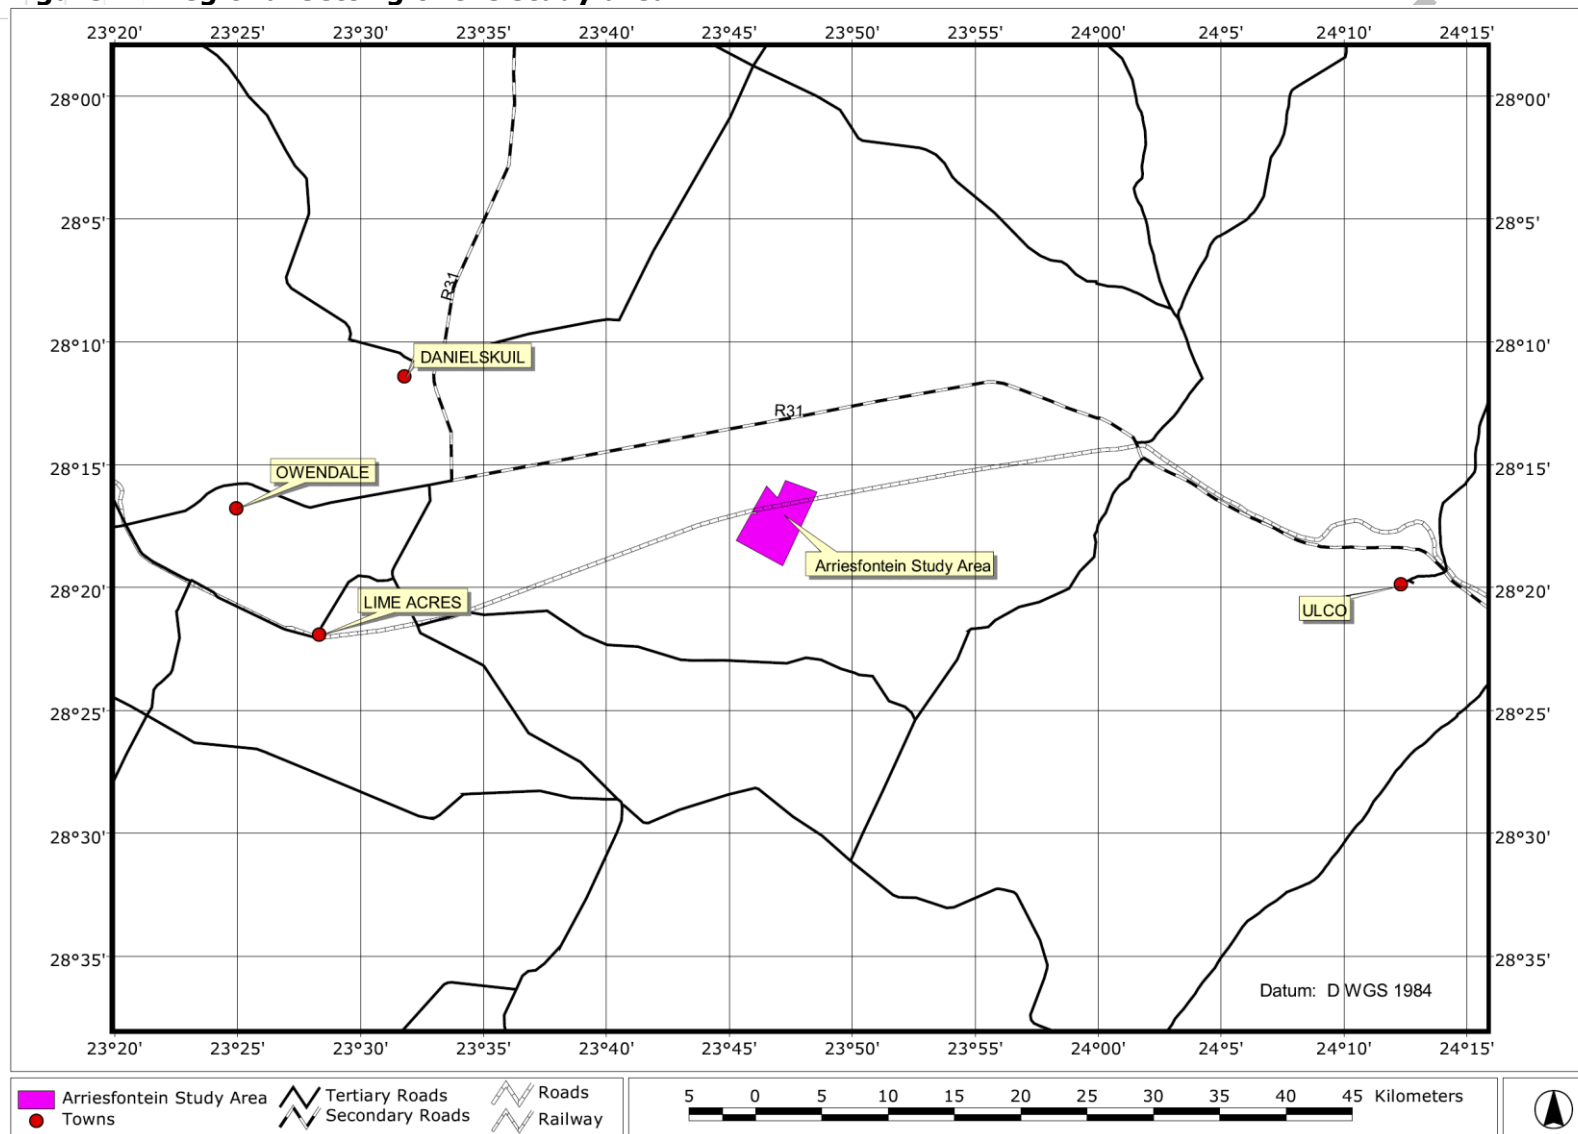 23°20' 23°25' 23°30' 23°35' 23°40' 23°45' 23°50' 23°55' 24°00' 24°5' 24°10' 24°15'
28°00' 28°00'
28°5' 28°5'
R31
28°10' 28°10'
DANIELSKUIL
R31
28°15' 28°15'
OWENDALE
Arriesfontein Study Area
28°20' 28°20'
LIME ACRES
ULCO
28°25' 28°25'
28°30' 28°30'
28°35' 28°35'
Datum: D WGS 1984
23°20' 23°25' 23°30' 23°35' 23°40' 23°45' 23°50' 23°55' 24°00' 24°5' 24°10' 24°15'
Arriesfontein Study Area
Towns
Tertiary Roads
Secondary Roads
Roads
Railway
5 0 5 10 15 20 25 30 35 40 45 Kilometers